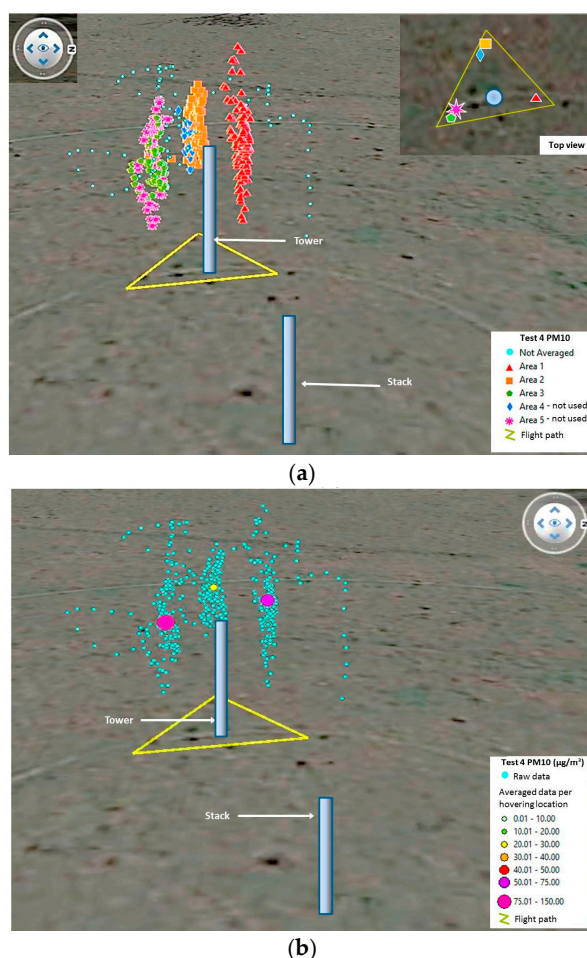 N
Top view
Tower
Stack
Test 4 PM10
Not Averaged
Area 1
Area 2
Area 3
Area 4 - not used
Area 5 - not used
Flight path
(a)
N
Tower
Stack
Test 4 PM10 (µg/m³)
Raw data
Averaged data per
hovering location
0.01 - 10.00
10.01 - 20.00
20.01 - 30.00
30.01 - 40.00
40.01 - 50.00
50.01 - 75.00
75.01 - 150.00
Flight path
(b)